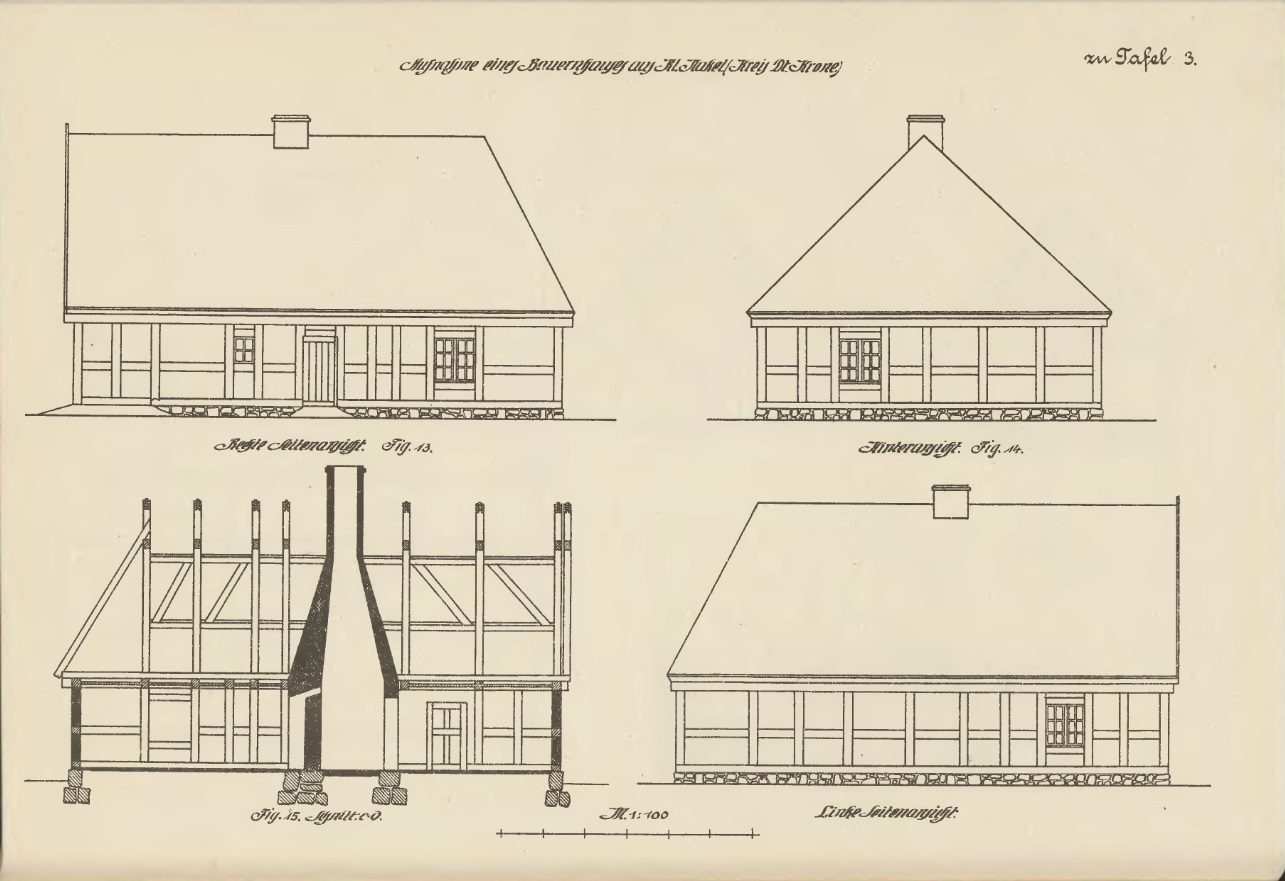 Aufnahme eines Bauernhauses aus Kl. Nakel (Kreis Dt. Krone)
zu Tafel 3.
Rechte Seitenansicht. Fig. 13.
Hinteransicht. Fig. 14.
Fig. 15. Schnitt: C-D.
M. 1:100
Linke Seitenansicht.